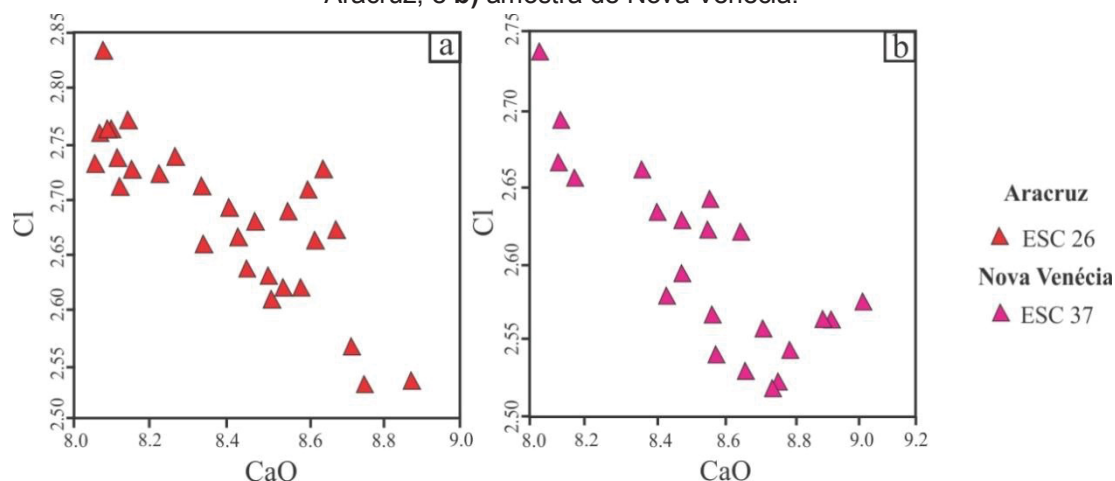 Aracruz, e b) amostra de Nova Venécia.
a
2.85
2.80
2.75
2.70
2.65
2.60
2.55
2.50
Cl
8.0 8.2 8.4 8.6 8.8 9.0
CaO
b
2.75
2.70
2.65
2.60
2.55
2.50
Cl
8.0 8.2 8.4 8.6 8.8 9.0 9.2
CaO
Aracruz
ESC 26
Nova Venécia
ESC 37